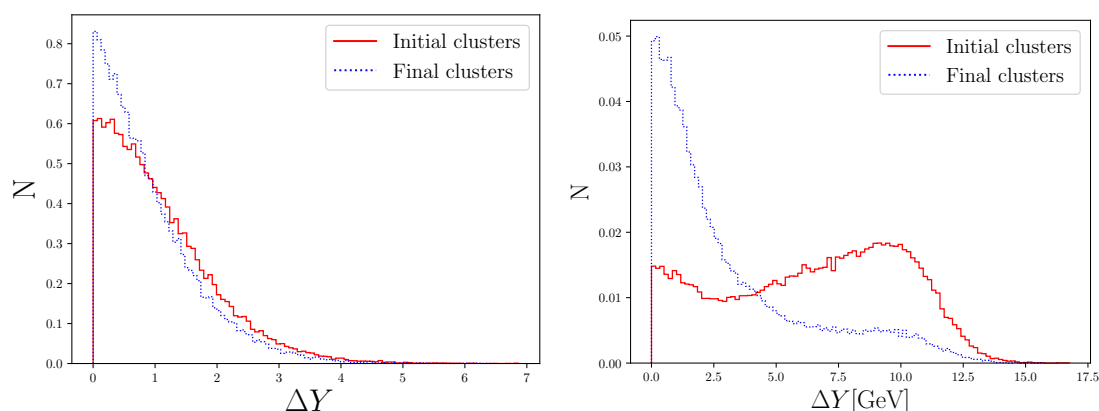 Initial clusters
Final clusters
N
0.8
0.7
0.6
0.5
0.4
0.3
0.2
0.1
0.0
0 1 2 3 4 5 6 7
ΔY
Initial clusters
Final clusters
N
0.05
0.04
0.03
0.02
0.01
0.00
0.0 2.5 5.0 7.5 10.0 12.5 15.0 17.5
ΔY[GeV]